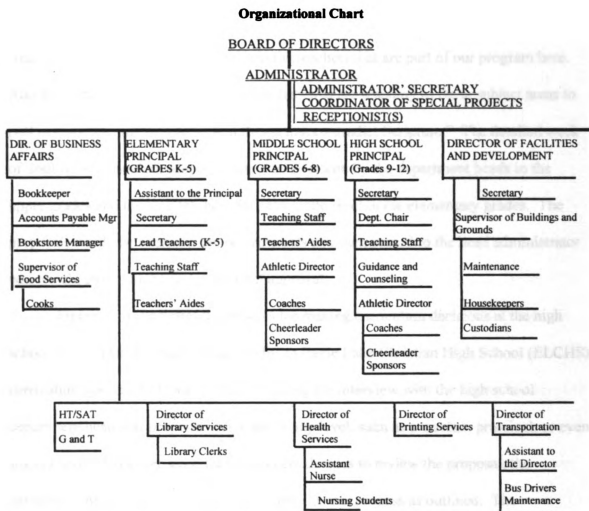 Organizational Chart
BOARD OF DIRECTORS
ADMINISTRATOR
ADMINISTRATOR' SECRETARY
COORDINATOR OF SPECIAL PROJECTS
RECEPTIONIST(S)
DIR. OF BUSINESS
AFFAIRS
Bookkeeper
Accounts Payable Mgr
Bookstore Manager
Supervisor of
Food Services
Cooks
ELEMENTARY
PRINCIPAL
(GRADES K-5)
Assistant to the Principal
Secretary
Lead Teachers (K-5)
Teaching Staff
Teachers' Aides
MIDDLE SCHOOL
PRINCIPAL
(GRADES 6-8)
Secretary
Teaching Staff
Teachers' Aides
Athletic Director
Coaches
Cheerleader
Sponsors
HIGH SCHOOL
PRINCIPAL
(Grades 9-12)
Secretary
Dept. Chair
Teaching Staff
Guidance and
Counseling
Athletic Director
Coaches
Cheerleader
Sponsors
DIRECTOR OF FACILITIES
AND DEVELOPMENT
Secretary
Supervisor of Buildings and
Grounds
Maintenance
Housekeepers
Custodians
HT/SAT
G and T
Director of
Library Services
Library Clerks
Director of
Health
Services
Assistant
Nurse
Nursing Students
Director of
Printing Services
Director of
Transportation
Assistant to
the Director
Bus Drivers
Maintenance